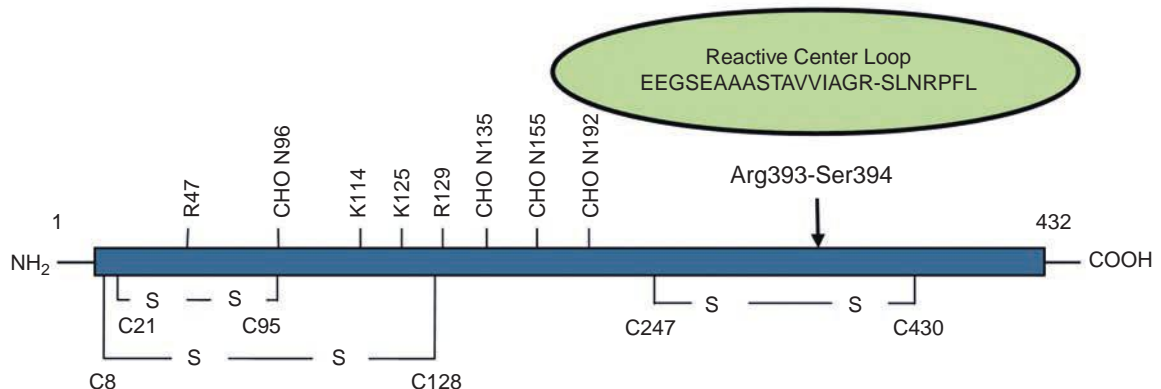 Reactive Center Loop
EEGSEAAASTAVVIAGR-SLNRPFL
R47
CHO N96
K114
K125
R129
CHO N135
CHO N155
CHO N192
Arg393-Ser394
1
432
NH2
COOH
S S
C21 C95
S S
C247 C430
S S
C8 C128